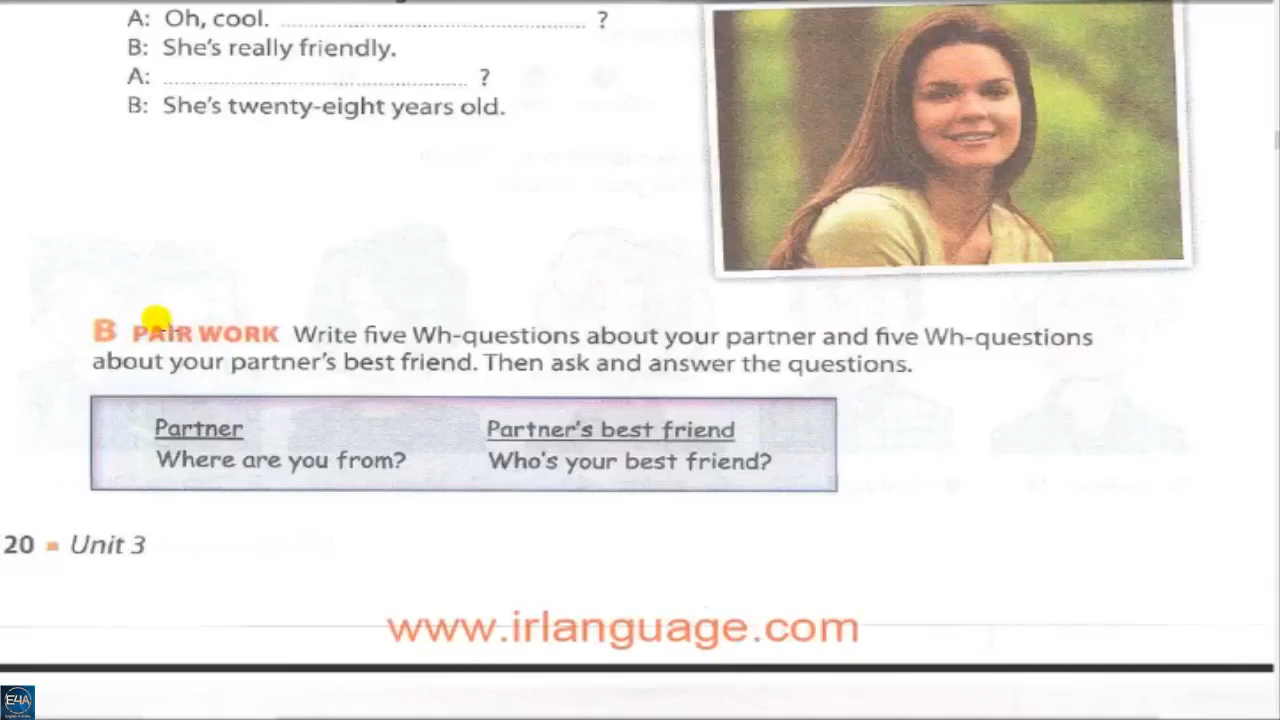 A: Oh, cool. ............................................................ ?
B: She's really friendly.
A: ............................................................ ?
B: She's twenty-eight years old.
B PAIR WORK Write five Wh-questions about your partner and five Wh-questions
about your partner's best friend. Then ask and answer the questions.
Partner Partner's best friend
Where are you from? Who's your best friend?
20 ▪ Unit 3
www.irlanguage.com
E4A